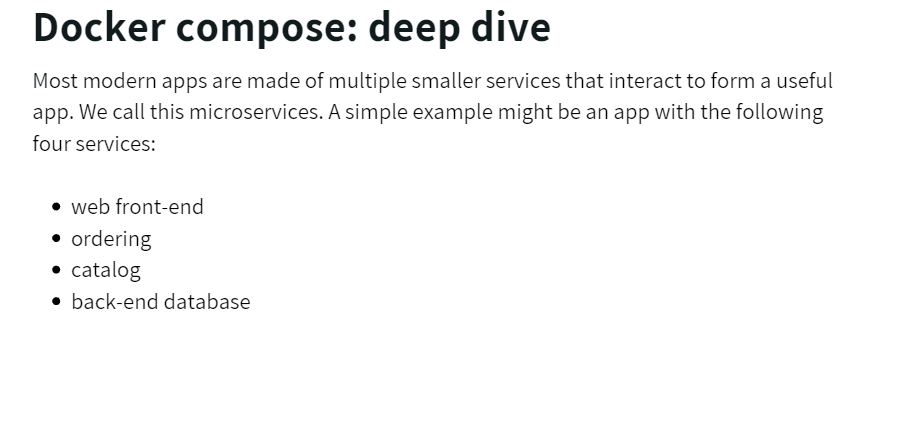 Docker compose: deep dive
Most modern apps are made of multiple smaller services that interact to form a useful
app. We call this microservices. A simple example might be an app with the following
four services:
• web front-end
• ordering
• catalog
• back-end database